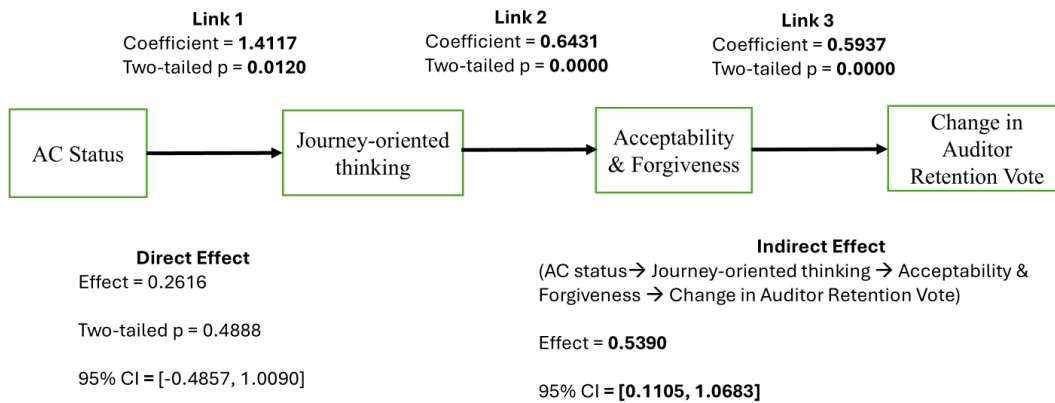 Link 1
Coefficient = 1.4117
Two-tailed p = 0.0120
Link 2
Coefficient = 0.6431
Two-tailed p = 0.0000
Link 3
Coefficient = 0.5937
Two-tailed p = 0.0000
AC Status
Journey-oriented
thinking
Acceptability
& Forgiveness
Change in
Auditor
Retention Vote
Direct Effect
Effect = 0.2616
Two-tailed p = 0.4888
95% CI = [-0.4857, 1.0090]
Indirect Effect
(AC status→ Journey-oriented thinking → Acceptability &
Forgiveness → Change in Auditor Retention Vote)
Effect = 0.5390
95% CI = [0.1105, 1.0683]